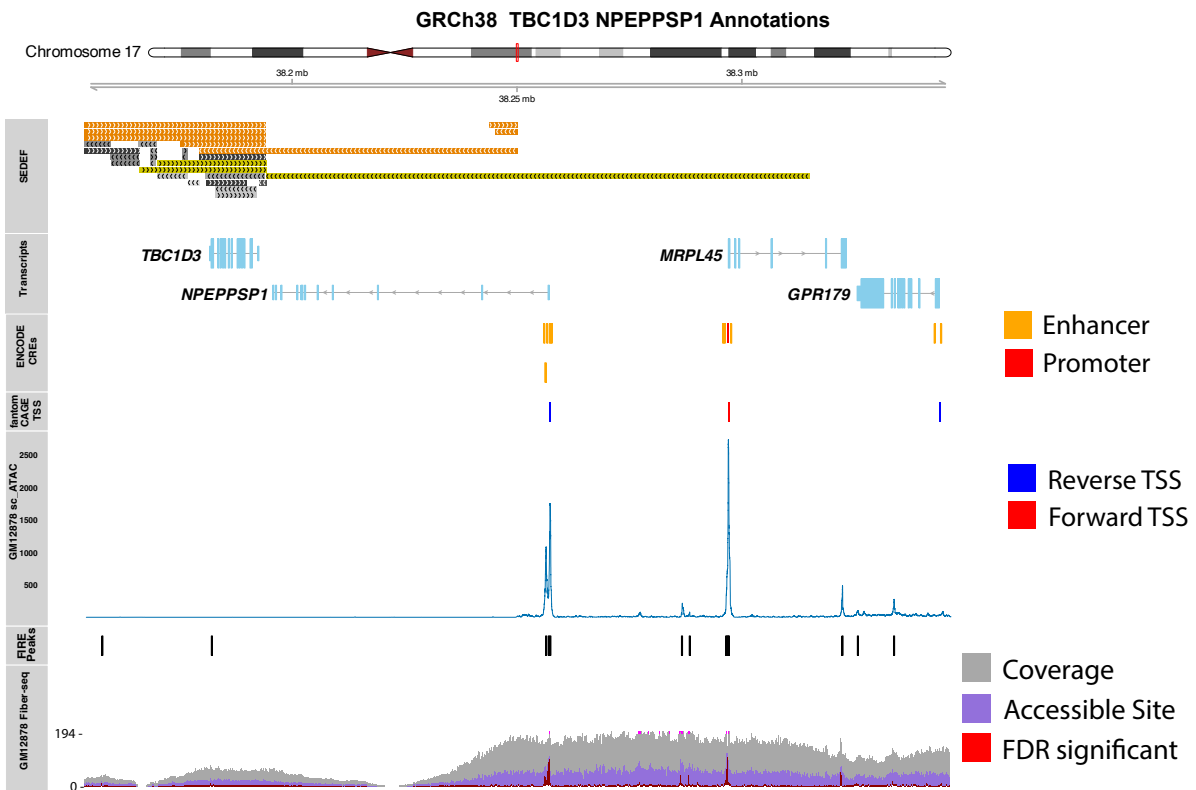 GRCh38 TBC1D3 NPEPPSP1 Annotations
Chromosome 17
38.2 mb
38.3 mb
38.25 mb
SEDEF
Transcripts
TBC1D3
MRPL45
NPEPPSP1
GPR179
ENCODE
CREs
Enhancer
Promoter
fantom
CAGE
TSS
GM12878 sc_ATAC
2500
2000
1500
1000
500
Reverse TSS
Forward TSS
FIRE
Peaks
GM12878 Fiber-seq
194 -
0 -
Coverage
Accessible Site
FDR significant